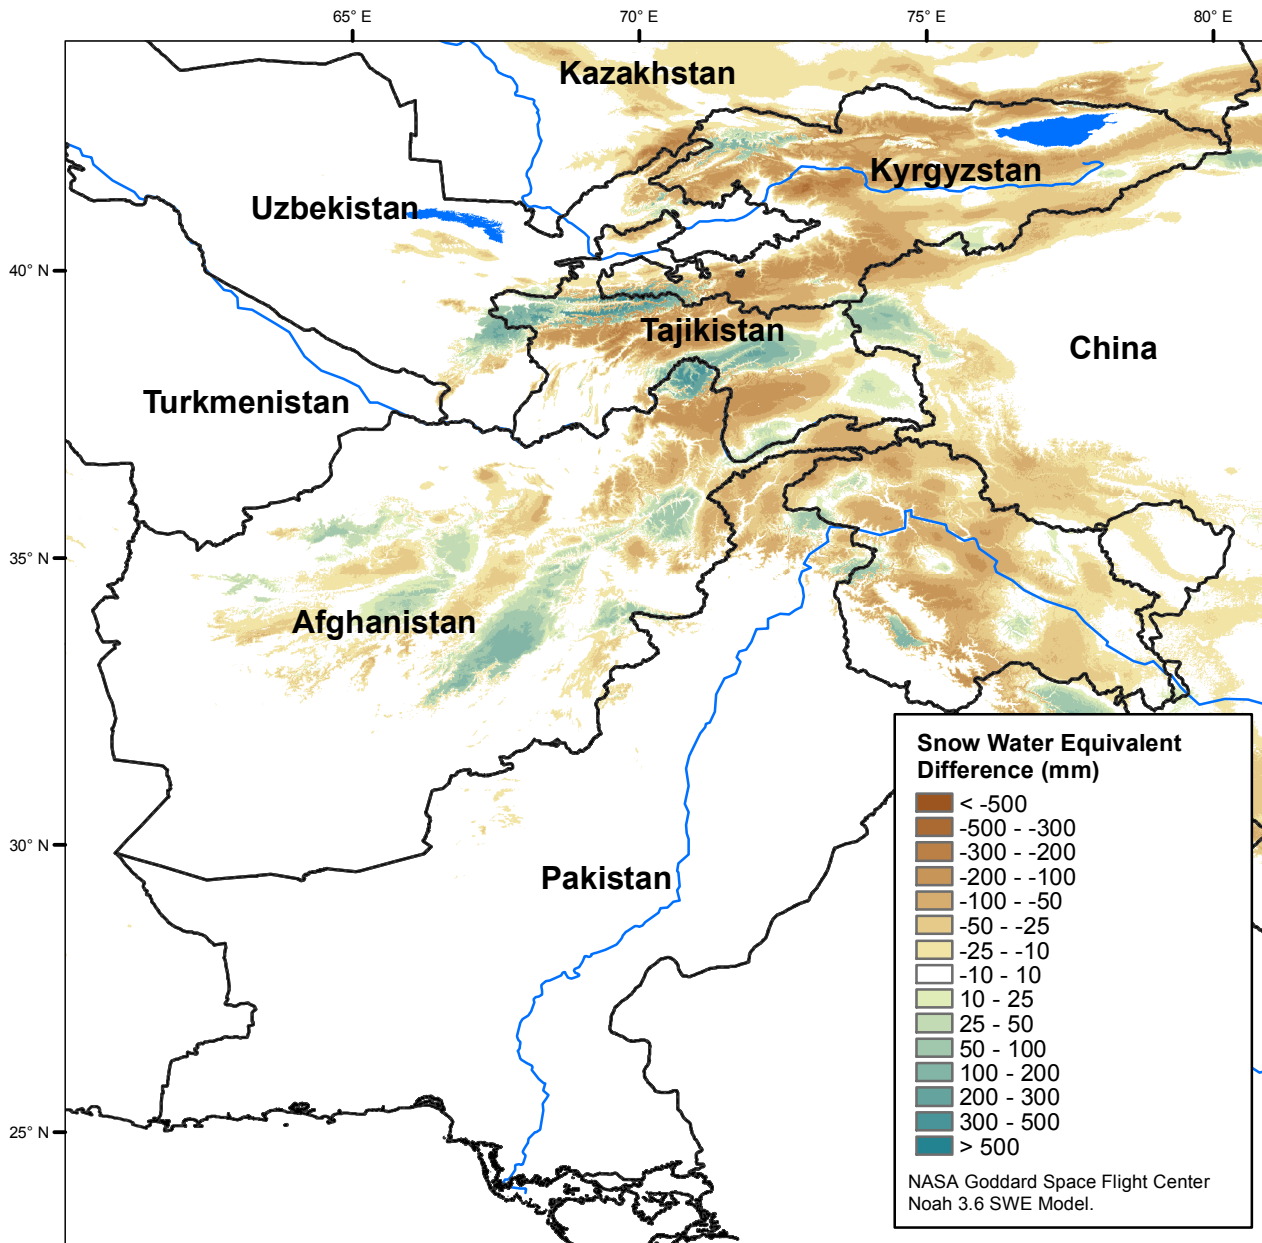 65° E
70° E
75° E
80° E
Kazakhstan
Kyrgyzstan
Uzbekistan
40° N
Tajikistan
China
Turkmenistan
35° N
Afghanistan
Snow Water Equivalent
Difference (mm)
< -500
-500 - -300
-300 - -200
-200 - -100
-100 - -50
-50 - -25
-25 - -10
-10 - 10
10 - 25
25 - 50
50 - 100
100 - 200
200 - 300
300 - 500
> 500
30° N
Pakistan
25° N
NASA Goddard Space Flight Center
Noah 3.6 SWE Model.